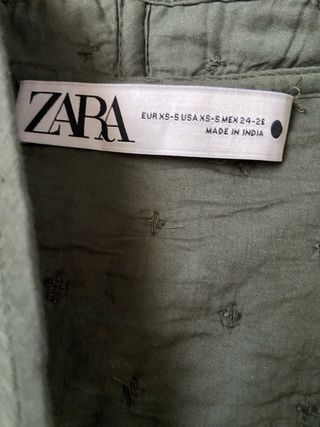 ZARA
EUR XS-S USA XS-S MEX 24-26
MADE IN INDIA